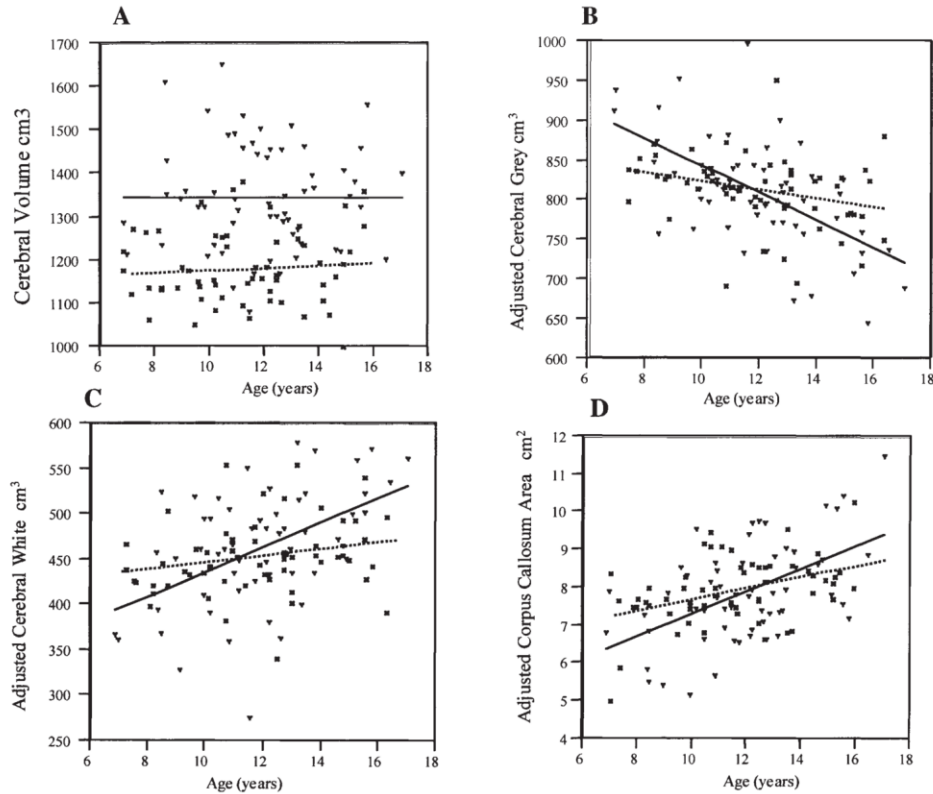 A
1700
1600
1500
1400
1300
1200
1100
1000
6 8 10 12 14 16 18
Cerebral Volume cm3
Age (years)
B
1000
950
900
850
800
750
700
650
600
6 8 10 12 14 16 18
Adjusted Cerebral Grey cm³
Age (years)
C
600
550
500
450
400
350
300
250
6 8 10 12 14 16 18
Adjusted Cerebral White cm³
Age (years)
D
12
11
10
9
8
7
6
5
4
6 8 10 12 14 16 18
Adjusted Corpus Callosum Area cm²
Age (years)